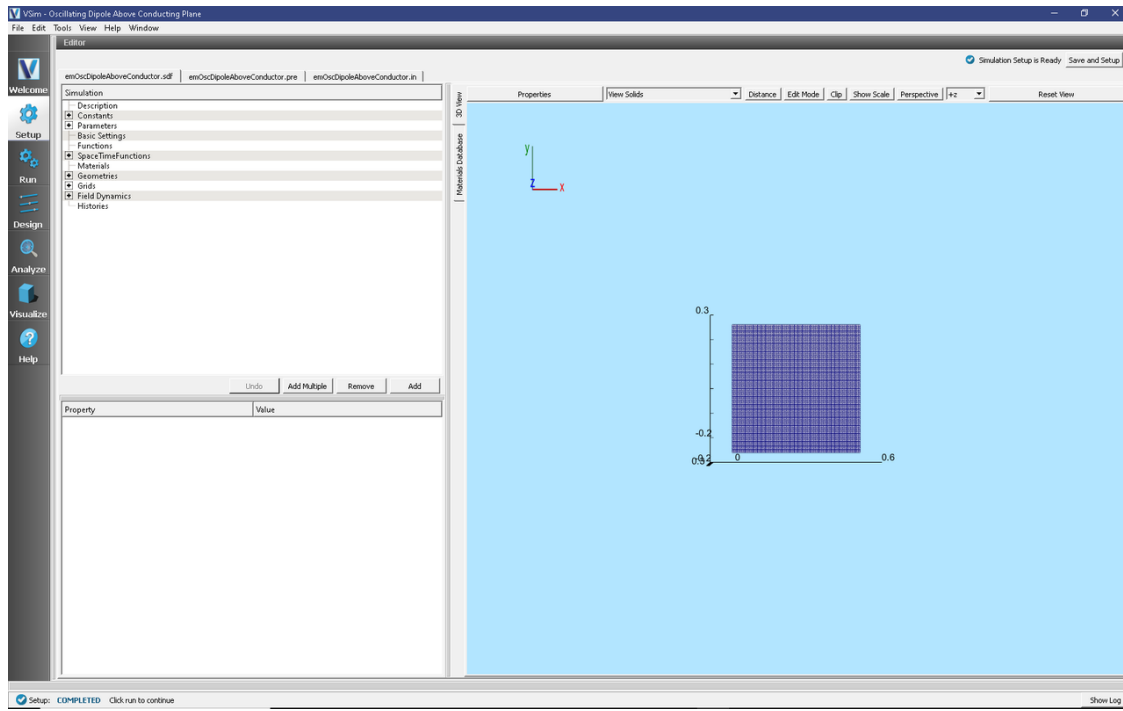 VSim - Oscillating Dipole Above Conducting Plane
File Edit Tools View Help Window
Editor
Simulation Setup is Ready Save and Setup
emOscDipoleAboveConductor.sdf emOscDipoleAboveConductor.pre emOscDipoleAboveConductor.in
Welcome
Setup
Run
Design
Analyze
Visualize
Help
Simulation
Description
Constants
Parameters
Basic Settings
Functions
SpaceTimeFunctions
Materials
Geometries
Grids
Field Dynamics
Histories
Undo Add Multiple Remove Add
Property Value
3D View
Materials Database
Properties View Solids Distance Edit Mode Clip Show Scale Perspective +z Reset View
y
z x
0.3
-0.2
0 0.6
Setup: COMPLETED Click run to continue Show Log